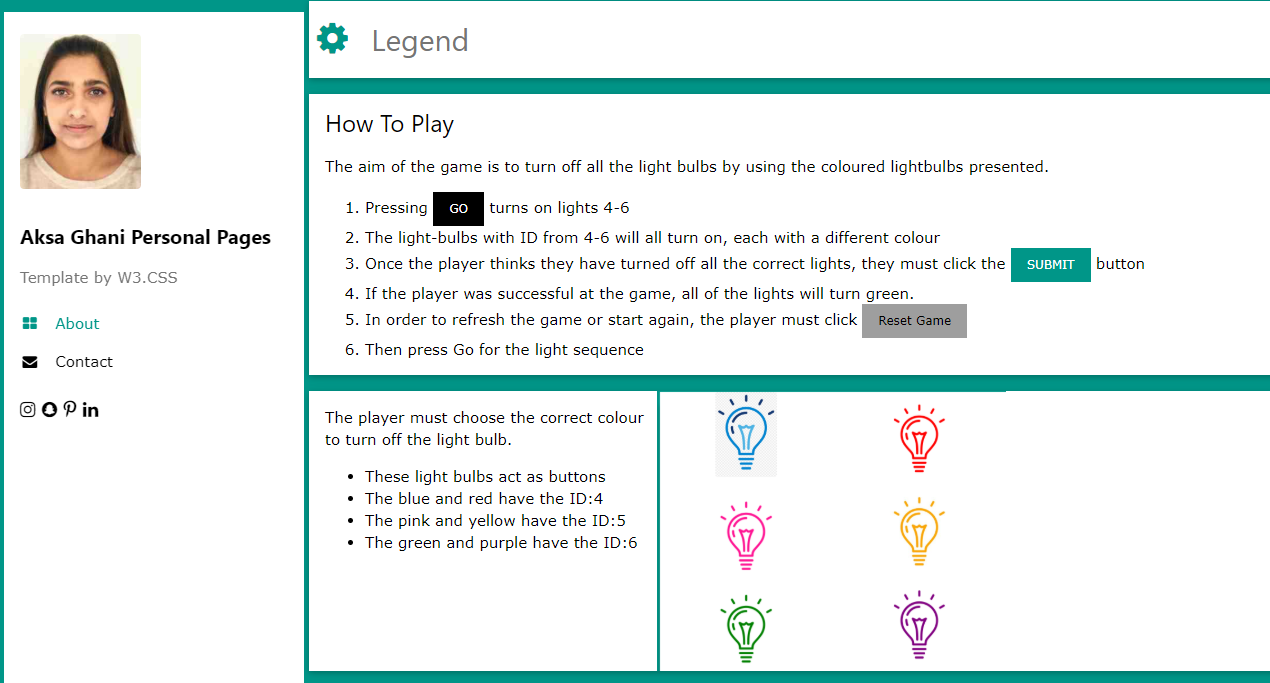 Aksa Ghani Personal Pages
Template by W3.CSS
About
Contact
Legend
How To Play
The aim of the game is to turn off all the light bulbs by using the coloured lightbulbs presented.
1. Pressing GO turns on lights 4-6
2. The light-bulbs with ID from 4-6 will all turn on, each with a different colour
3. Once the player thinks they have turned off all the correct lights, they must click the SUBMIT button
4. If the player was successful at the game, all of the lights will turn green.
5. In order to refresh the game or start again, the player must click Reset Game
6. Then press Go for the light sequence
The player must choose the correct colour
to turn off the light bulb.
• These light bulbs act as buttons
• The blue and red have the ID:4
• The pink and yellow have the ID:5
• The green and purple have the ID:6